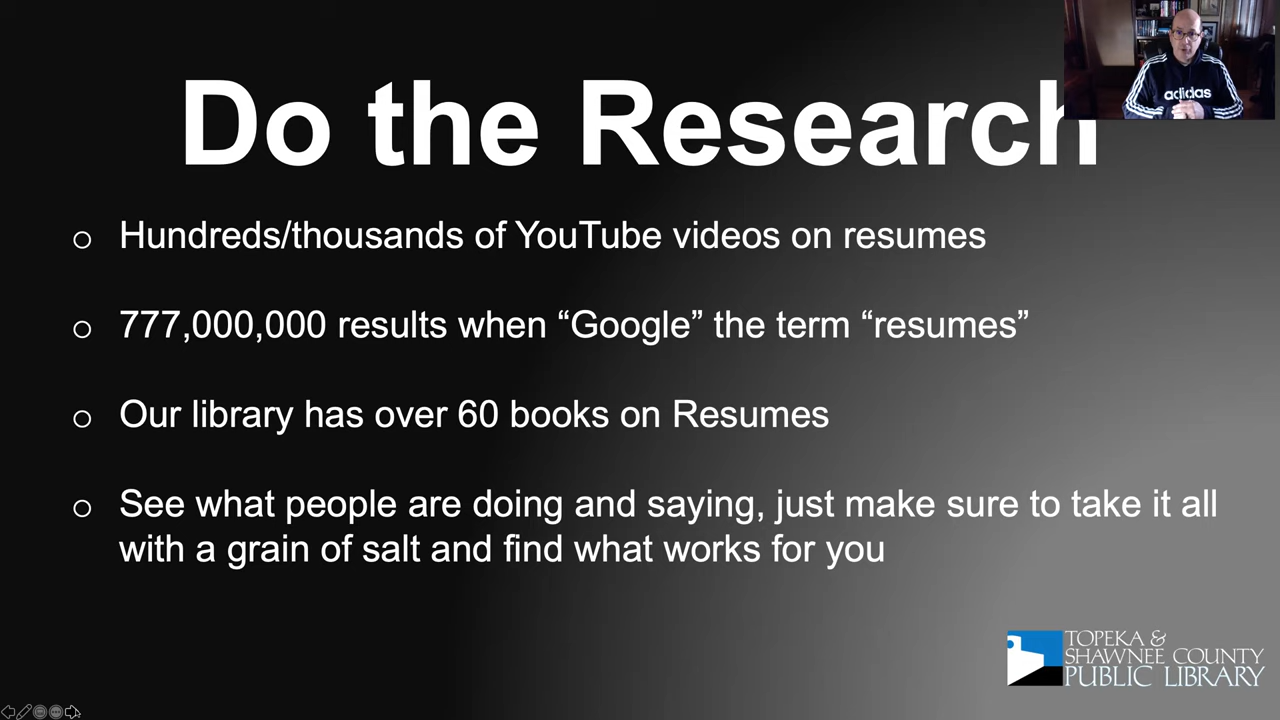 Do the Research
adidas
Hundreds/thousands of YouTube videos on resumes
777,000,000 results when “Google” the term “resumes”
Our library has over 60 books on Resumes
See what people are doing and saying, just make sure to take it all
with a grain of salt and find what works for you
TOPEKA &
SHAWNEE COUNTY
PUBLIC LIBRARY